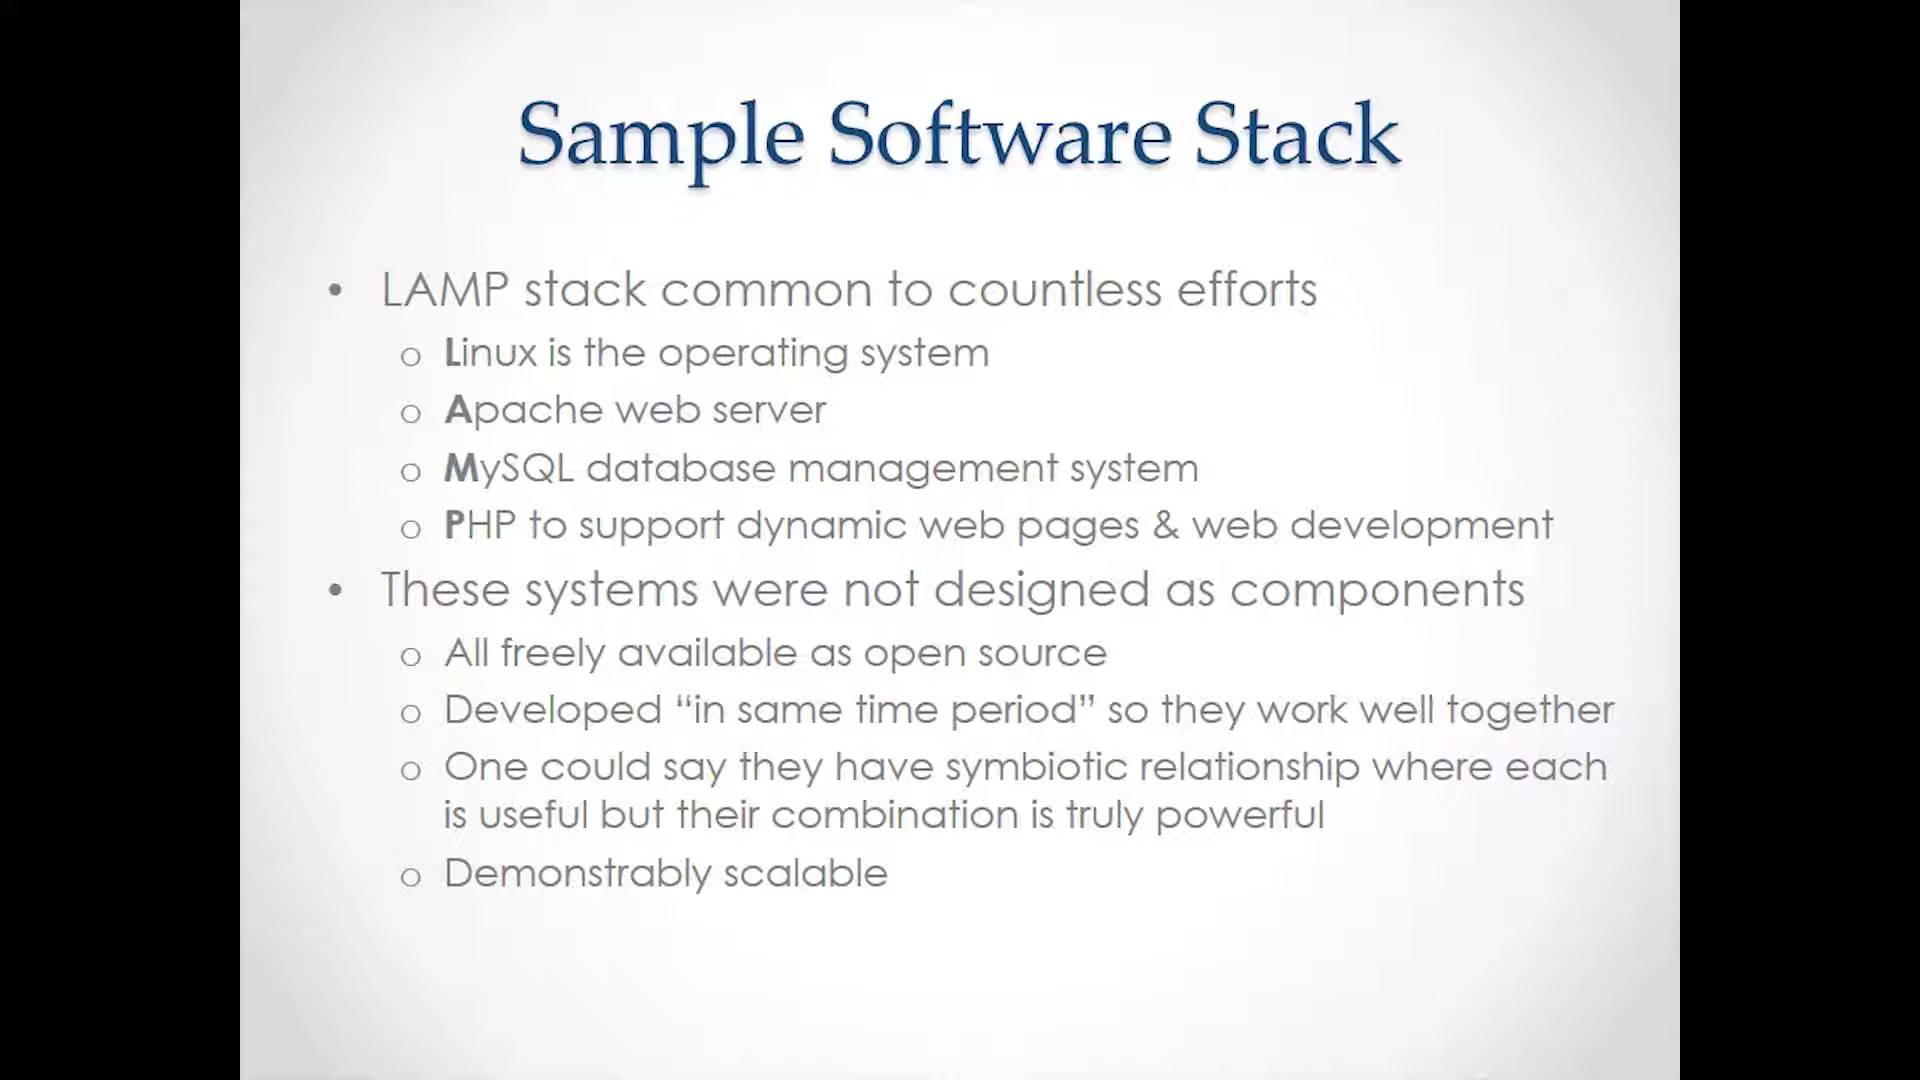 Sample Software Stack
• LAMP stack common to countless efforts
o Linux is the operating system
o Apache web server
o MySQL database management system
o PHP to support dynamic web pages & web development
• These systems were not designed as components
o All freely available as open source
o Developed “in same time period” so they work well together
o One could say they have symbiotic relationship where each
is useful but their combination is truly powerful
o Demonstrably scalable